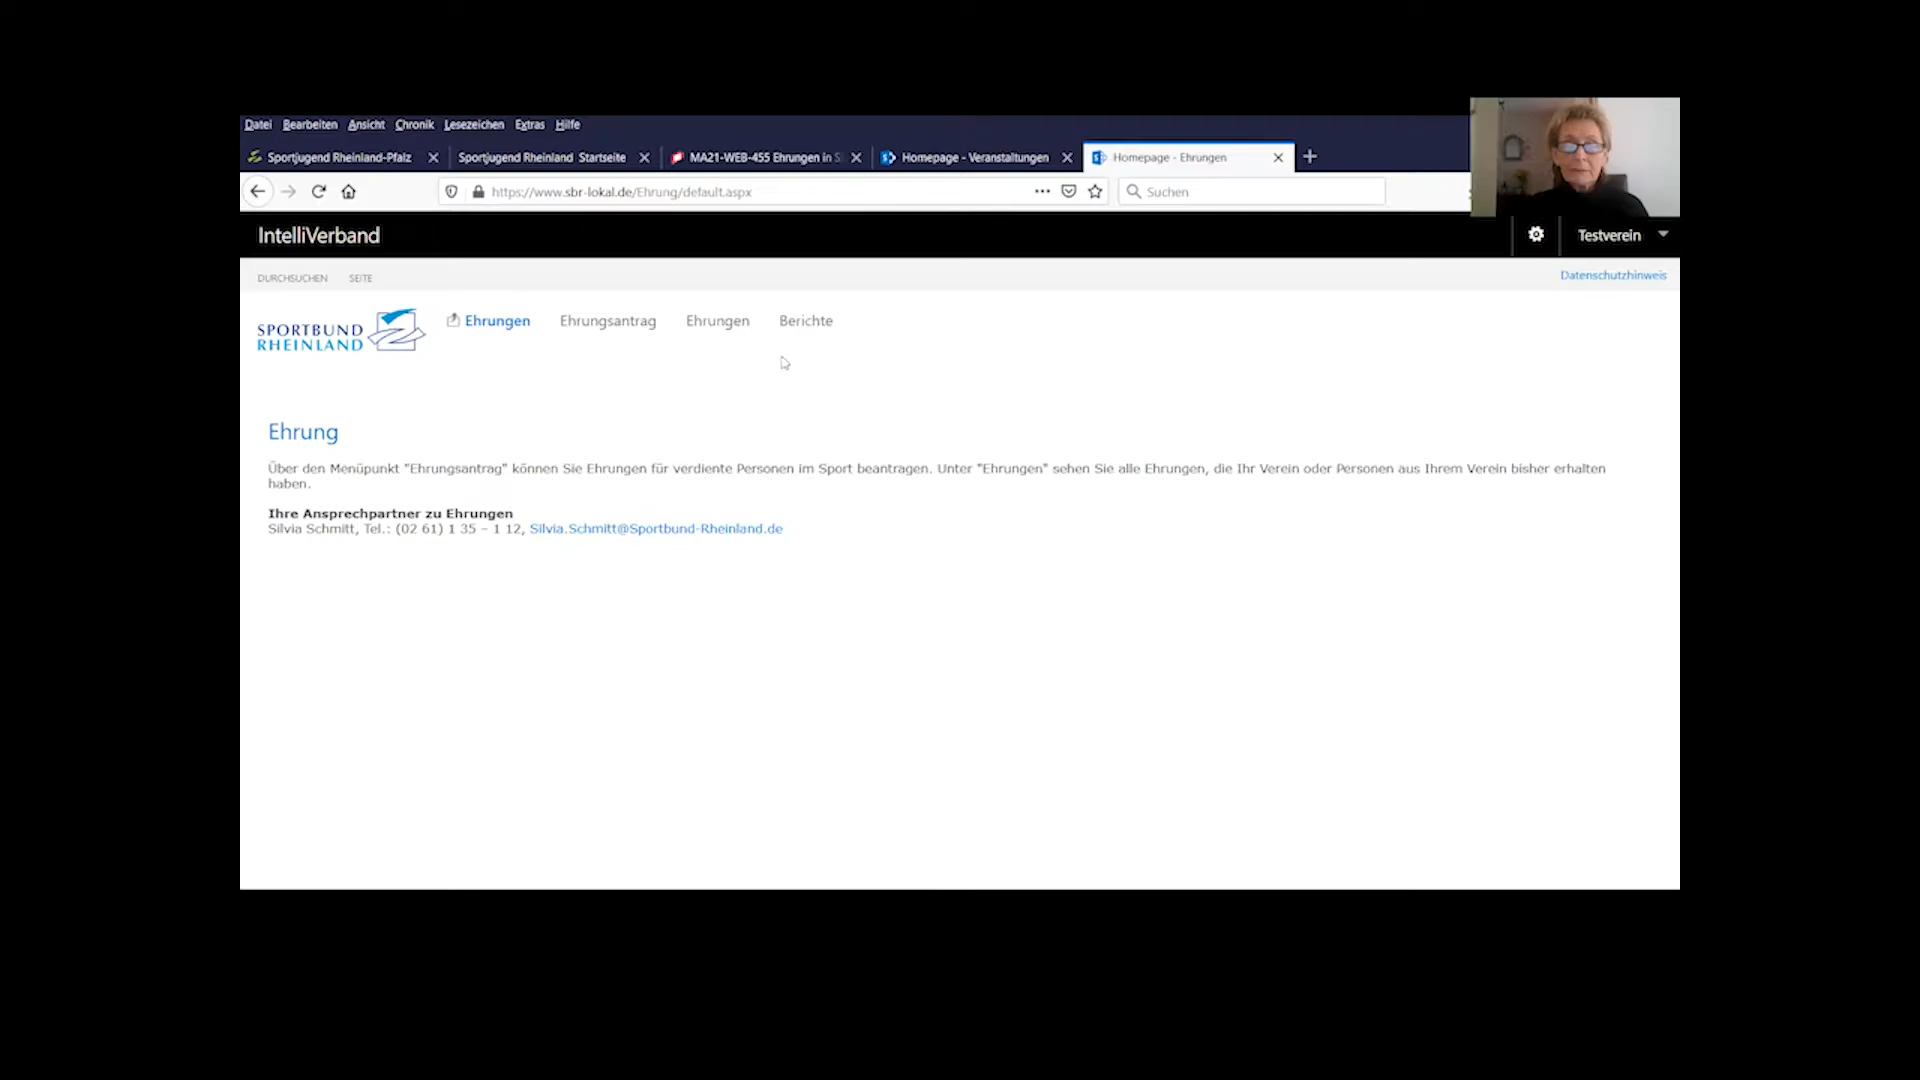 Datei Bearbeiten Ansicht Chronik Lesezeichen Extras Hilfe
Sportjugend Rheinland-Pfalz Sportjugend Rheinland Startseite MA21-WEB-455 Ehrungen in Homepage - Veranstaltungen Homepage - Ehrungen
https://www.sbr-lokal.de/Ehrung/default.aspx Suchen
IntelliVerband Testverein
DURCHSUCHEN SEITE Datenschutzhinweis
SPORTBUND
RHEINLAND
Ehrungen Ehrungsantrag Ehrungen Berichte
Ehrung
Über den Menüpunkt "Ehrungsantrag" können Sie Ehrungen für verdiente Personen im Sport beantragen. Unter "Ehrungen" sehen Sie alle Ehrungen, die Ihr Verein oder Personen aus Ihrem Verein bisher erhalten
haben.
Ihre Ansprechpartner zu Ehrungen
Silvia Schmitt, Tel.: (02 61) 1 35 – 1 12, Silvia.Schmitt@Sportbund-Rheinland.de